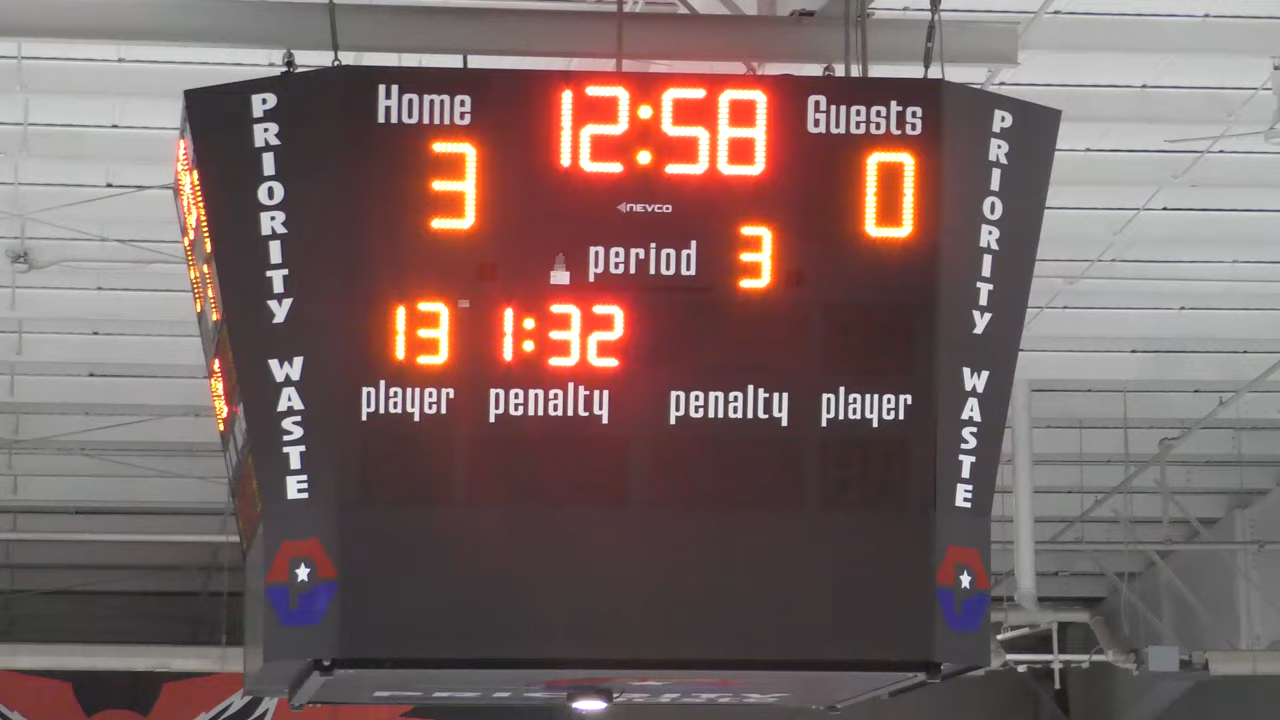 PRIORITY WASTE
Home 12:58 Guests
3 0
NEVCO
period 3
13 1:32
player penalty penalty player
PRIORITY WASTE
P
P
PRIORITY